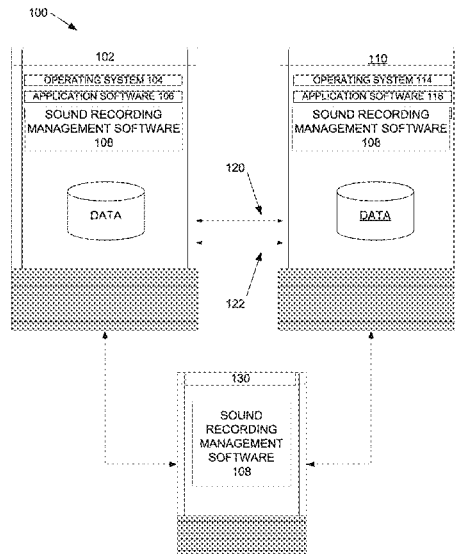 100
102
OPERATING SYSTEM 104
APPLICATION SOFTWARE 106
SOUND RECORDING
MANAGEMENT SOFTWARE
108
DATA
110
OPERATING SYSTEM 114
APPLICATION SOFTWARE 116
SOUND RECORDING
MANAGEMENT SOFTWARE
108
DATA
120
122
130
SOUND
RECORDING
MANAGEMENT
SOFTWARE
108